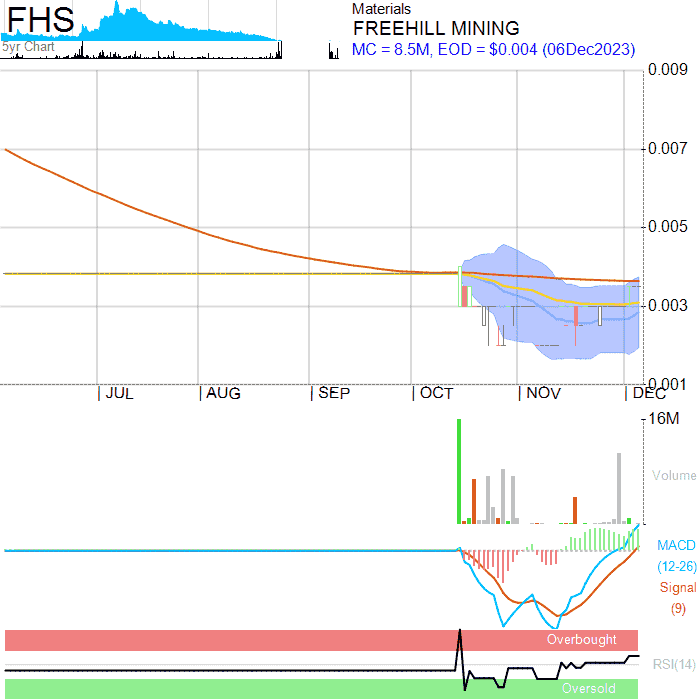 FHS
5yr Chart
Materials
FREEHILL MINING
MC = 8.5M, EOD = $0.004 (06Dec2023)
0.009
0.007
0.005
0.003
0.001
JUL AUG SEP OCT NOV DEC
16M
Volume
MACD
(12-26)
Signal
(9)
Overbought
RSI(14)
Oversold